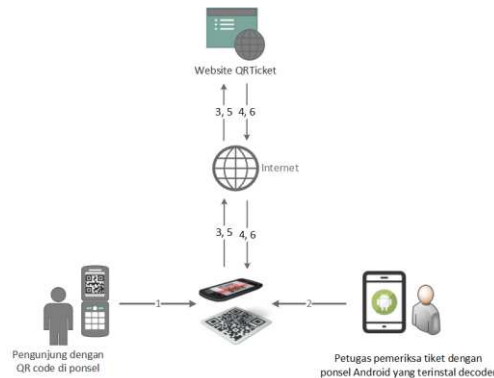 Website QRTicket
3, 5 4, 6
Internet
3, 5 4, 6
1
2
Pengunjung dengan
QR code di ponsel
Petugas pemeriksa tiket dengan
ponsel Android yang terinstal decoder